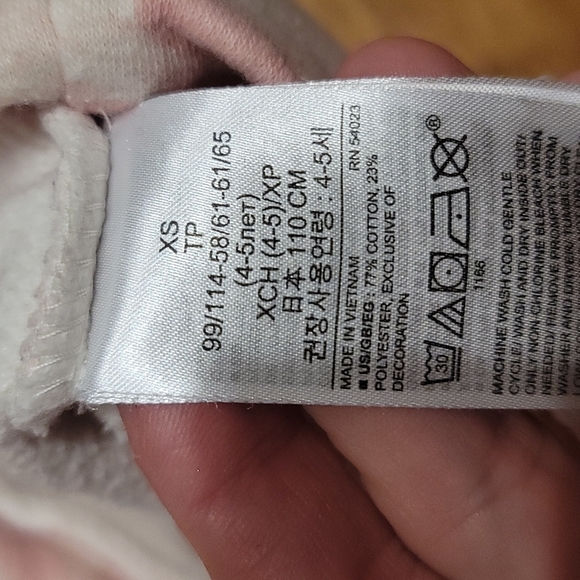 XS
TP
99/114-58/61-61/65
(4-5лет)
XCH (4-5)/XP
日本 110 CM
권장사용연령 : 4-5세
MADE IN VIETNAM RN 54023
■ US/GB/EG : 77% COTTON, 23%
POLYESTER, EXCLUSIVE OF
DECORATION
30
®
1166
MACHINE WASH COLD GENTLE
CYCLE/ WASH AND DRY INSIDE OUT/
ONLY NON-CHLORINE BLEACH WHEN
NEEDED/ REMOVE PROMPTLY FROM
WASHER AND DRYER/ TUMBLE DRY